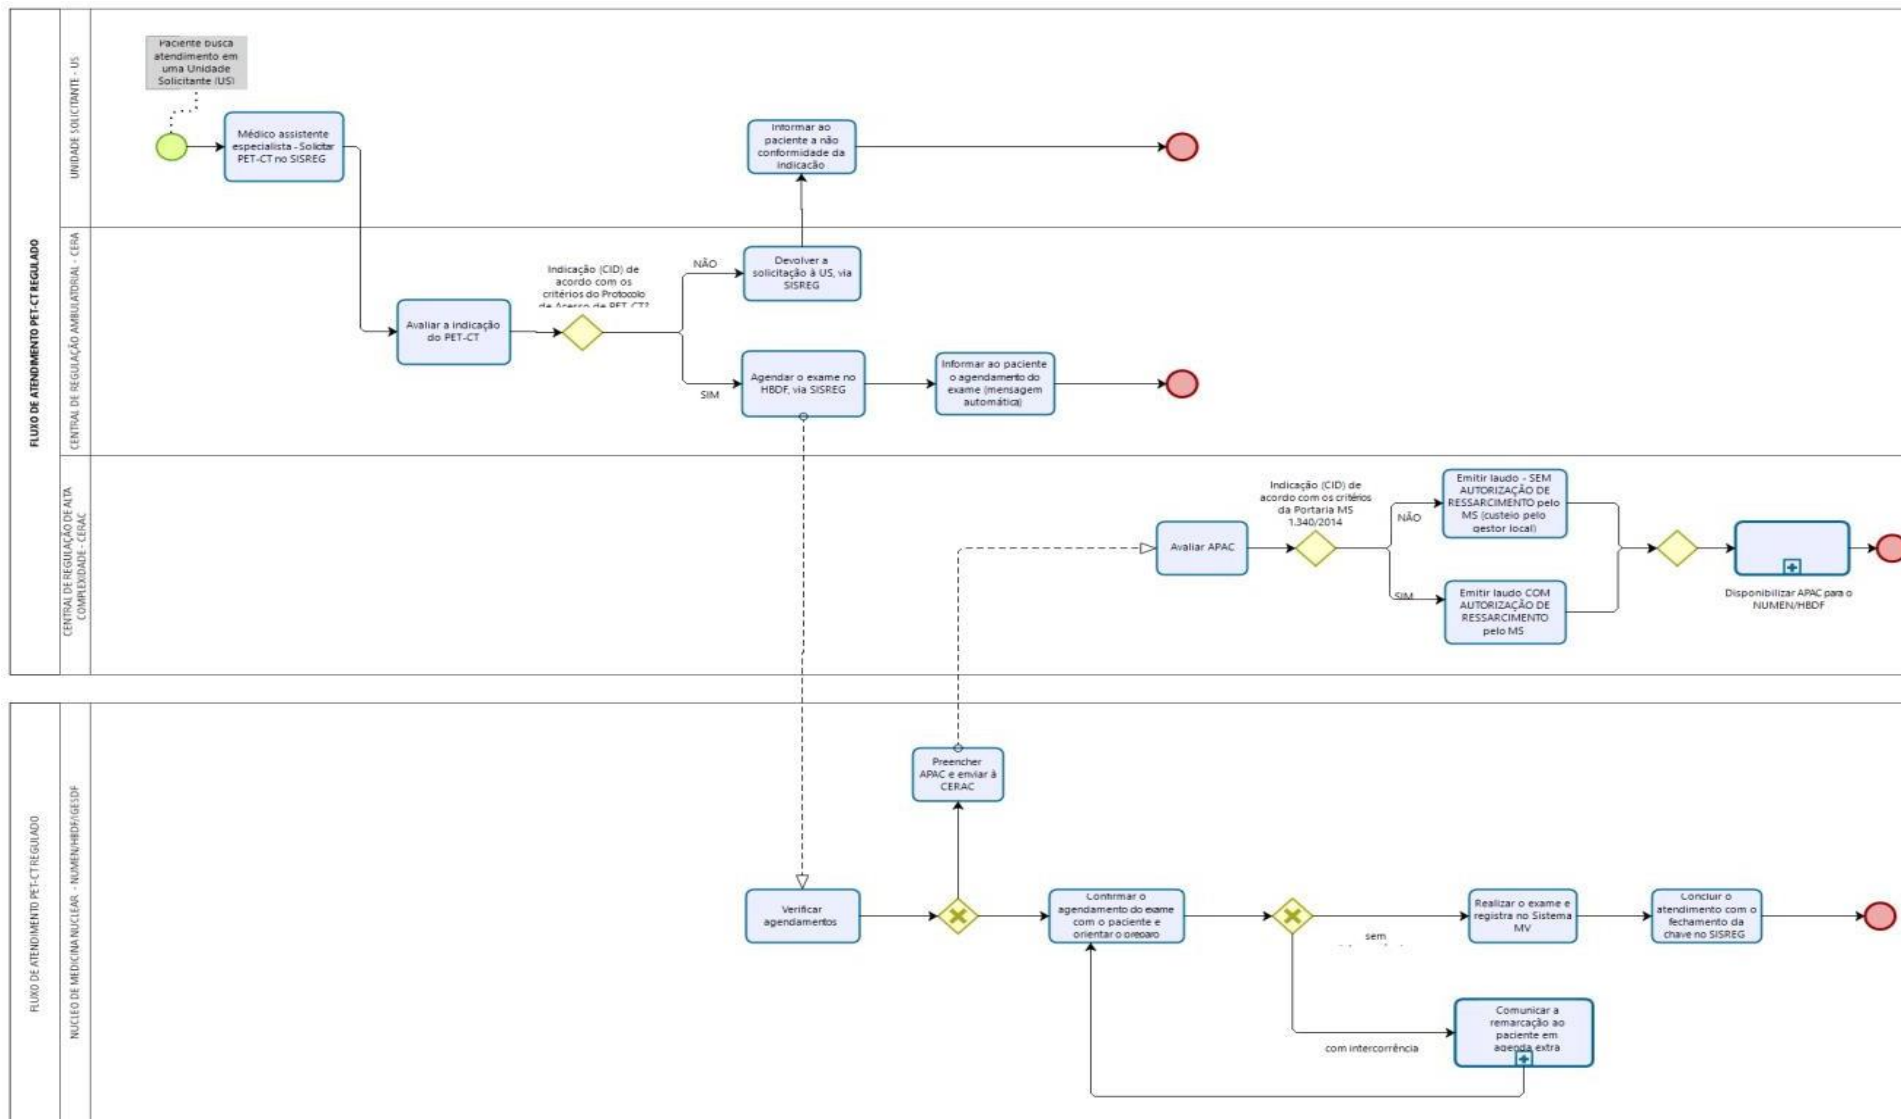 FLUXO DE ATENDIMENTO PET-CT REGULADO
UNIDADE SOLICITANTE - US
Paciente busca
atendimento em
uma Unidade
Solicitante (US)
Médico assistente
especialista - Solicitar
PET-CT no SISREG
Informar ao
paciente a não
conformidade da
indicação
CENTRAL DE REGULAÇÃO AMBULATORIAL - CERA
Avaliar a indicação
do PET-CT
Indicação (CID) de
acordo com os
critérios do Protocolo
de Acesso de PET-CT?
NÃO
Devolver a
solicitação à US, via
SISREG
SIM
Agendar o exame no
HBDF, via SISREG
Informar ao paciente
o agendamento do
exame (mensagem
automática)
CENTRAL DE REGULAÇÃO DE ALTA
COMPLEXIDADE - CERAC
Avaliar APAC
Indicação (CID) de
acordo com os critérios
da Portaria MS
1.340/2014
NÃO
Emitir laudo - SEM
AUTORIZAÇÃO DE
RESSARCIMENTO pelo
MS (custeio pelo
gestor local)
SIM
Emitir laudo COM
AUTORIZAÇÃO DE
RESSARCIMENTO
pelo MS
Disponibilizar APAC para o
NUMEN/HBDF
FLUXO DE ATENDIMENTO PET-CT REGULADO
NUCLEO DE MEDICINA NUCLEAR - NUMEN/HBDF/IGESDF
Preencher
APAC e enviar à
CERAC
Verificar
agendamentos
Confirmar o
agendamento do exame
com o paciente e
orientar o preparo
sem
Realizar o exame e
registra no Sistema
MV
Concluir o
atendimento com o
fechamento da
chave no SISREG
com intercorrência
Comunicar a
remarcação ao
paciente em
agenda extra